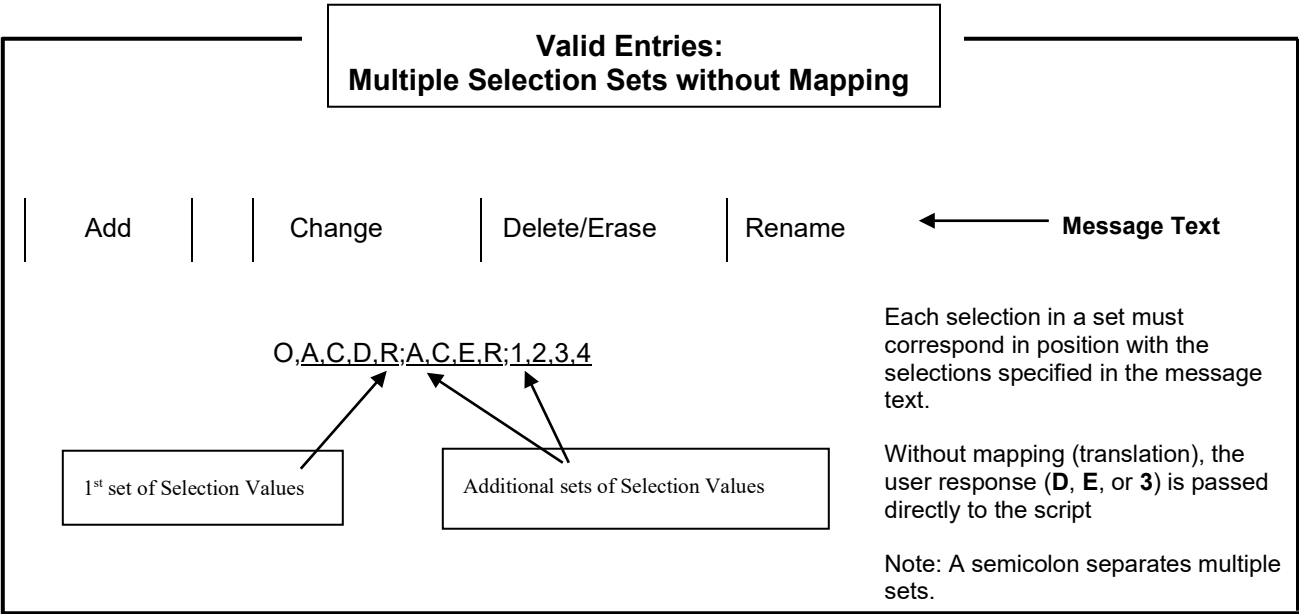 Valid Entries:
Multiple Selection Sets without Mapping
Add Change Delete/Erase Rename Message Text
O,A,C,D,R;A,C,E,R;1,2,3,4
1st set of Selection Values
Additional sets of Selection Values
Each selection in a set must
correspond in position with the
selections specified in the message
text.
Without mapping (translation), the
user response (D, E, or 3) is passed
directly to the script
Note: A semicolon separates multiple
sets.